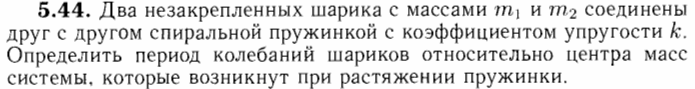 5.44. Два незакрепленных шарика с массами m₁ и m₂ соединены
друг с другом спиральной пружинкой с коэффициентом упругости k.
Определить период колебаний шариков относительно центра масс
системы, которые возникнут при растяжении пружинки.